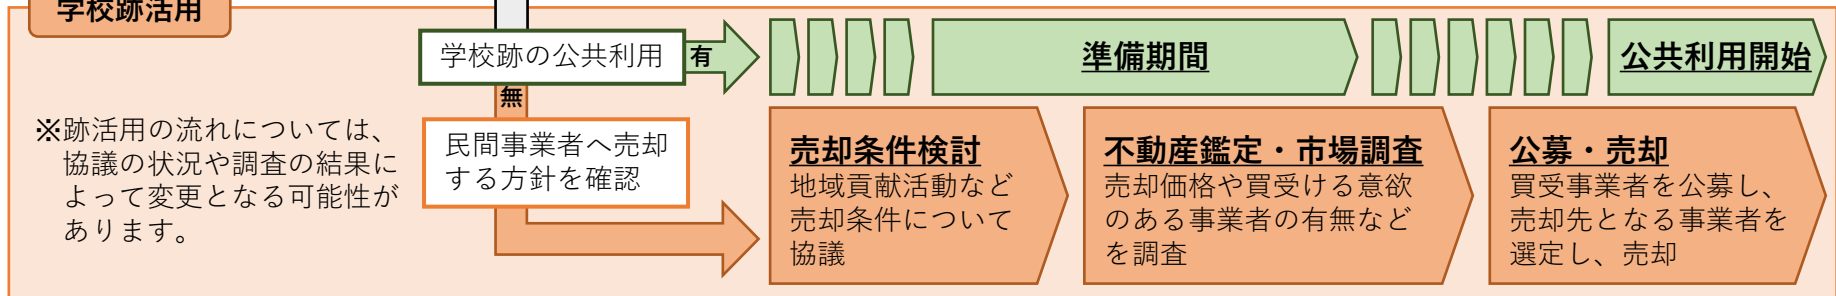 学校跡活用
学校跡の公共利用
有
準備期間
公共利用開始
無
※跡活用の流れについては、
協議の状況や調査の結果に
よって変更となる可能性が
あります。
民間事業者へ売却
する方針を確認
売却条件検討
地域貢献活動など
売却条件について
協議
不動産鑑定・市場調査
売却価格や買受ける意欲
のある事業者の有無など
を調査
公募・売却
買受事業者を公募し、
売却先となる事業者を
選定し、売却